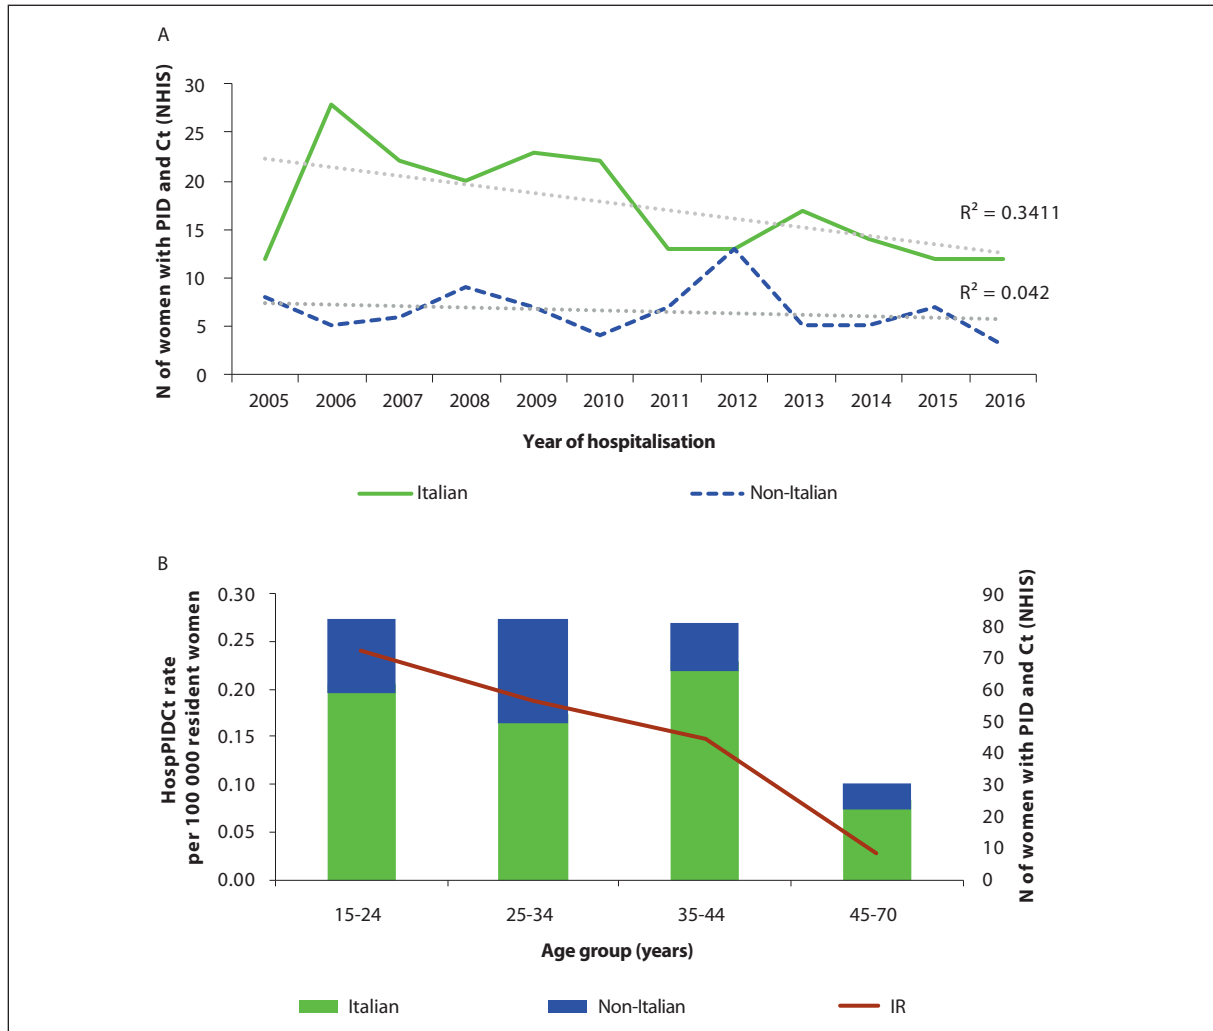 A
N of women with PID and Ct (NHIS)
30
25
20
15
10
5
0
R² = 0.3411
R² = 0.042
2005 2006 2007 2008 2009 2010 2011 2012 2013 2014 2015 2016
Year of hospitalisation
Italian Non-Italian
B
HospPIDCt rate
per 100 000 resident women
0.30
0.25
0.20
0.15
0.10
0.05
0.00
90
80
70
60
50
40
30
20
10
0
N of women with PID and Ct (NHIS)
15-24 25-34 35-44 45-70
Age group (years)
Italian Non-Italian IR